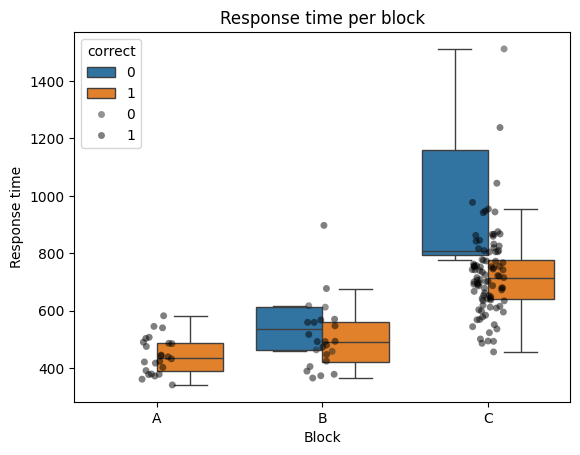 Response time per block
correct
0
1
0
1
1400
1200
1000
800
600
400
Response time
A B C
Block